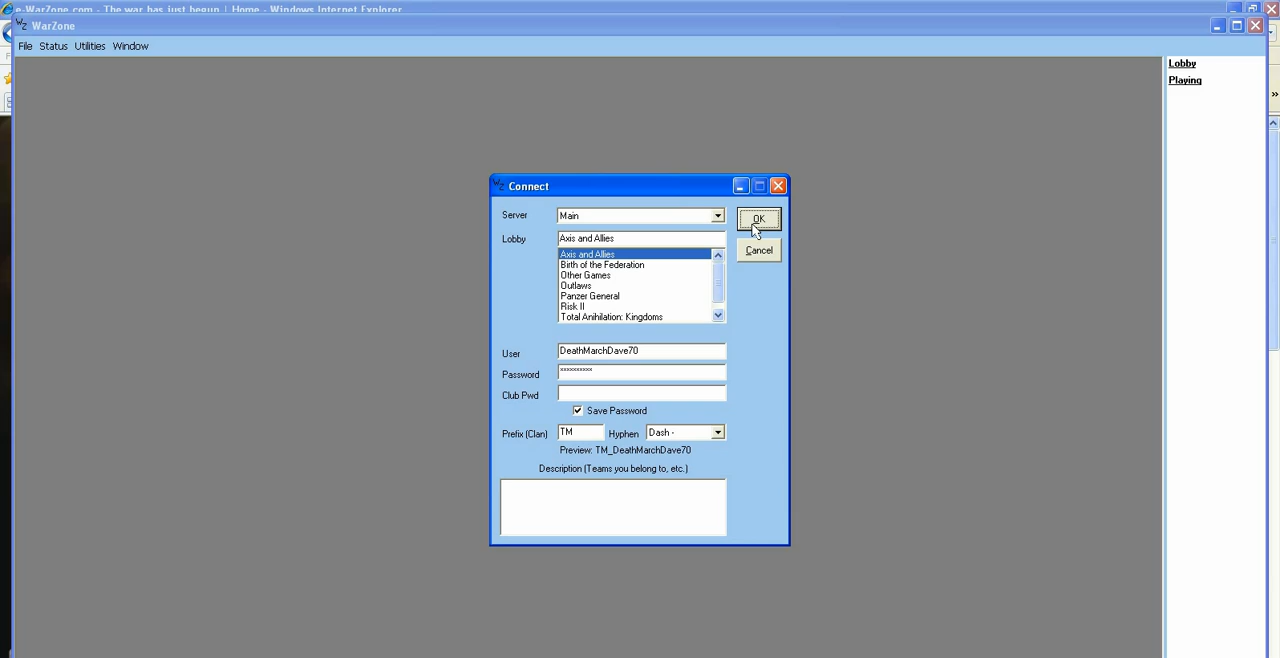 e-WarZone.com - The war has just begun | Home - Windows Internet Explorer
WZ WarZone
File Status Utilities Window
Lobby
Playing
WZ Connect
Server Main
OK
Lobby Axis and Allies
Cancel
Axis and Allies
Birth of the Federation
Other Games
Outlaws
Panzer General
Risk II
Total Anihilation: Kingdoms
User DeathMarchDave70
Password xxxxxxxxxx
Club Pwd
Save Password
Prefix (Clan) TM Hyphen Dash -
Preview: TM_DeathMarchDave70
Description (Teams you belong to, etc.)
»